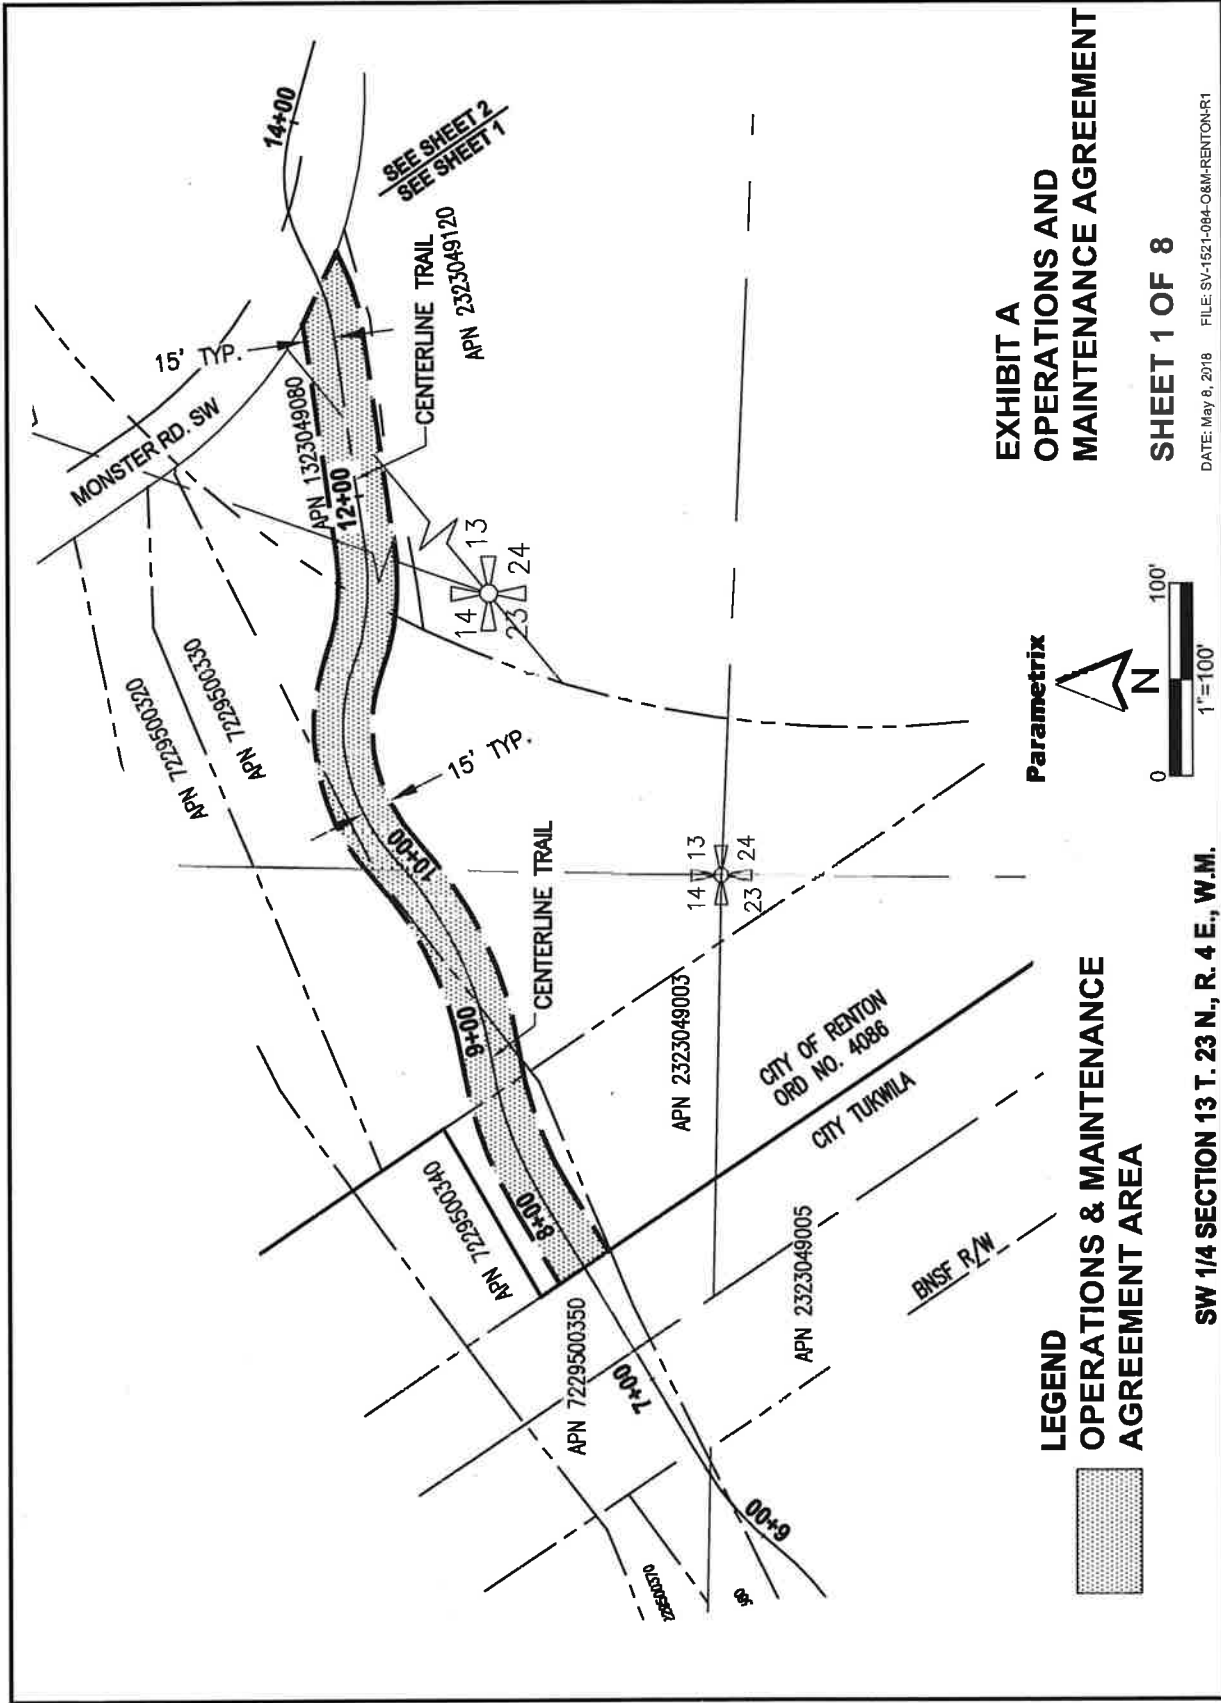 14+00
SEE SHEET 2
SEE SHEET 1
15' TYP.
MONSTER RD. SW
APN 1323049080
12+00
CENTERLINE TRAIL
APN 2323049120
14 13
23 24
APN 7229500320
APN 7229500330
15' TYP.
10+00
CENTERLINE TRAIL
9+00
14 13
23 24
APN 2323049003
CITY OF RENTON
ORD NO. 4086
CITY TUKWILA
APN 7229500340
8+00
APN 7229500350
7+00
APN 2323049005
BNSF R/W
6+00
LEGEND
OPERATIONS & MAINTENANCE
AGREEMENT AREA
Parametrix
N
0 100'
1"=100'
EXHIBIT A
OPERATIONS AND
MAINTENANCE AGREEMENT
SHEET 1 OF 8
SW 1/4 SECTION 13 T. 23 N., R. 4 E., W.M.
DATE: May 8, 2018 FILE: SV-1521-084-O&M-RENTON-R1